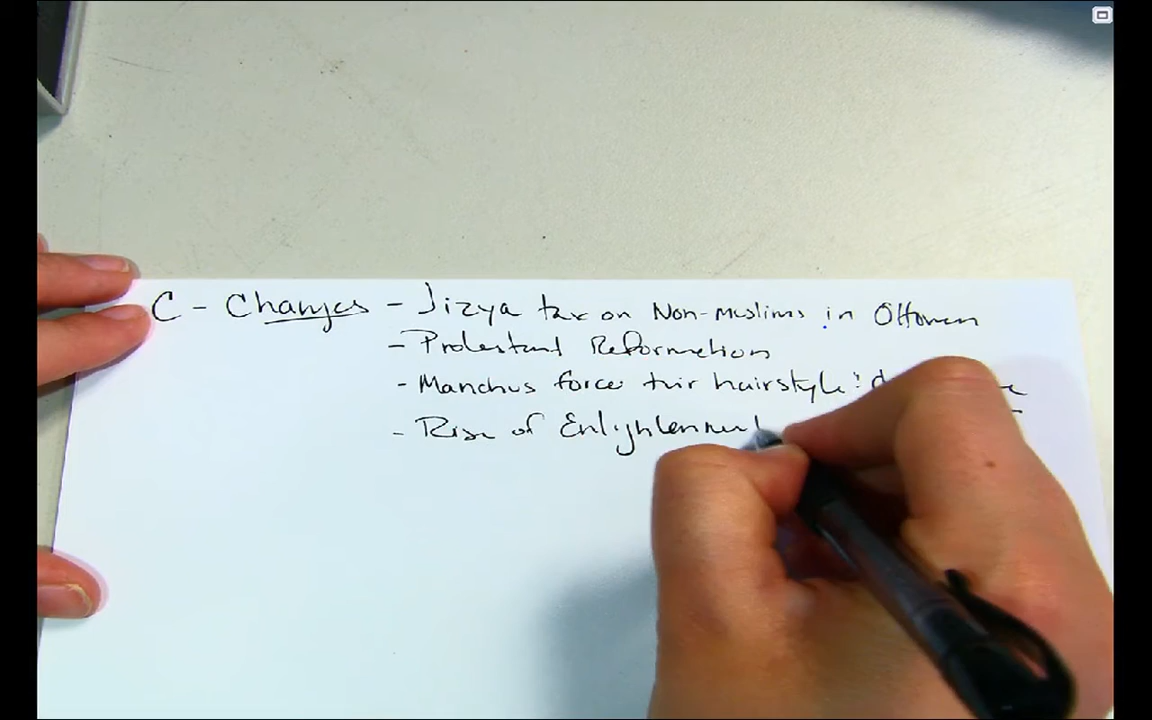 C - Changes - Jizya tax on Non-Muslims in Ottoman
- Protestant Reformation
- Manchus force their hairstyle:
- Rise of Enlightenment